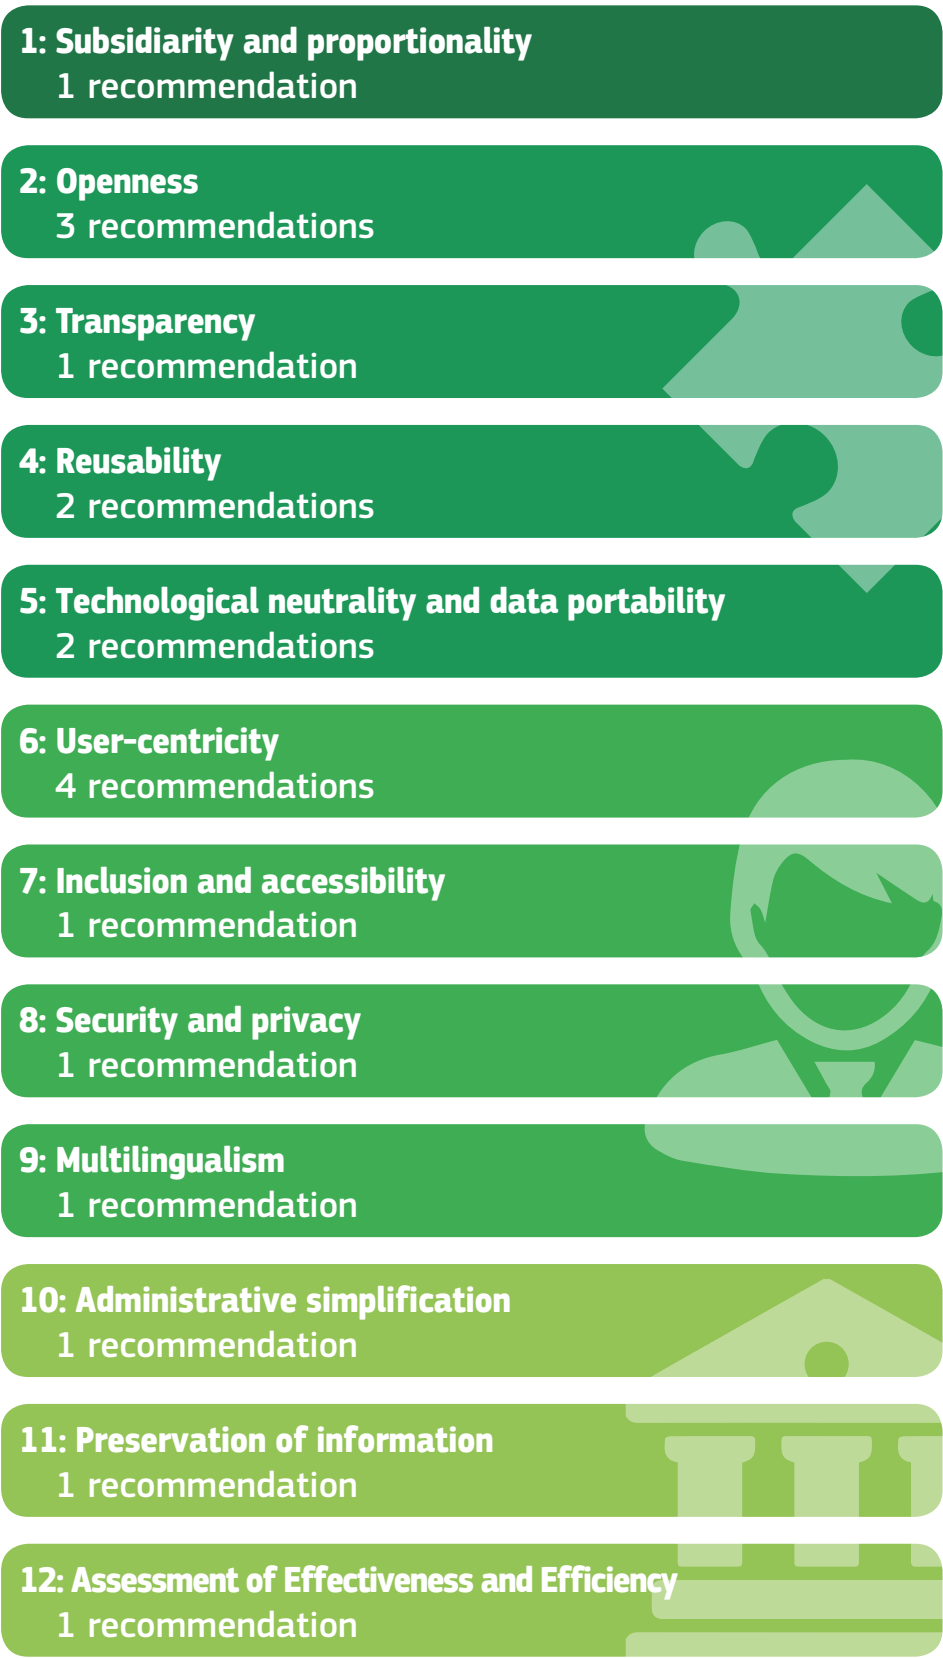 1: Subsidiarity and proportionality
1 recommendation
2: Openness
3 recommendations
3: Transparency
1 recommendation
4: Reusability
2 recommendations
5: Technological neutrality and data portability
2 recommendations
6: User-centricity
4 recommendations
7: Inclusion and accessibility
1 recommendation
8: Security and privacy
1 recommendation
9: Multilingualism
1 recommendation
10: Administrative simplification
1 recommendation
11: Preservation of information
1 recommendation
12: Assessment of Effectiveness and Efficiency
1 recommendation